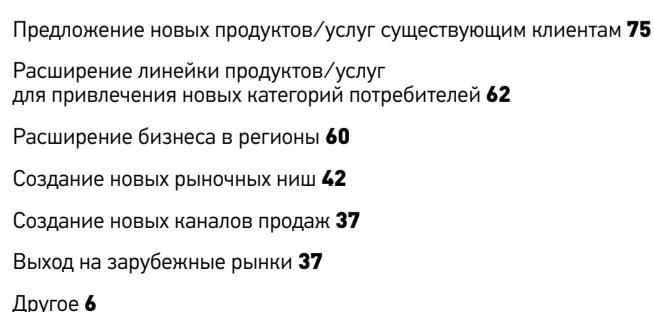 Предложение новых продуктов/услуг существующим клиентам 75
Расширение линейки продуктов/услуг
для привлечения новых категорий потребителей 62
Расширение бизнеса в регионы 60
Создание новых рыночных ниш 42
Создание новых каналов продаж 37
Выход на зарубежные рынки 37
Другое 6